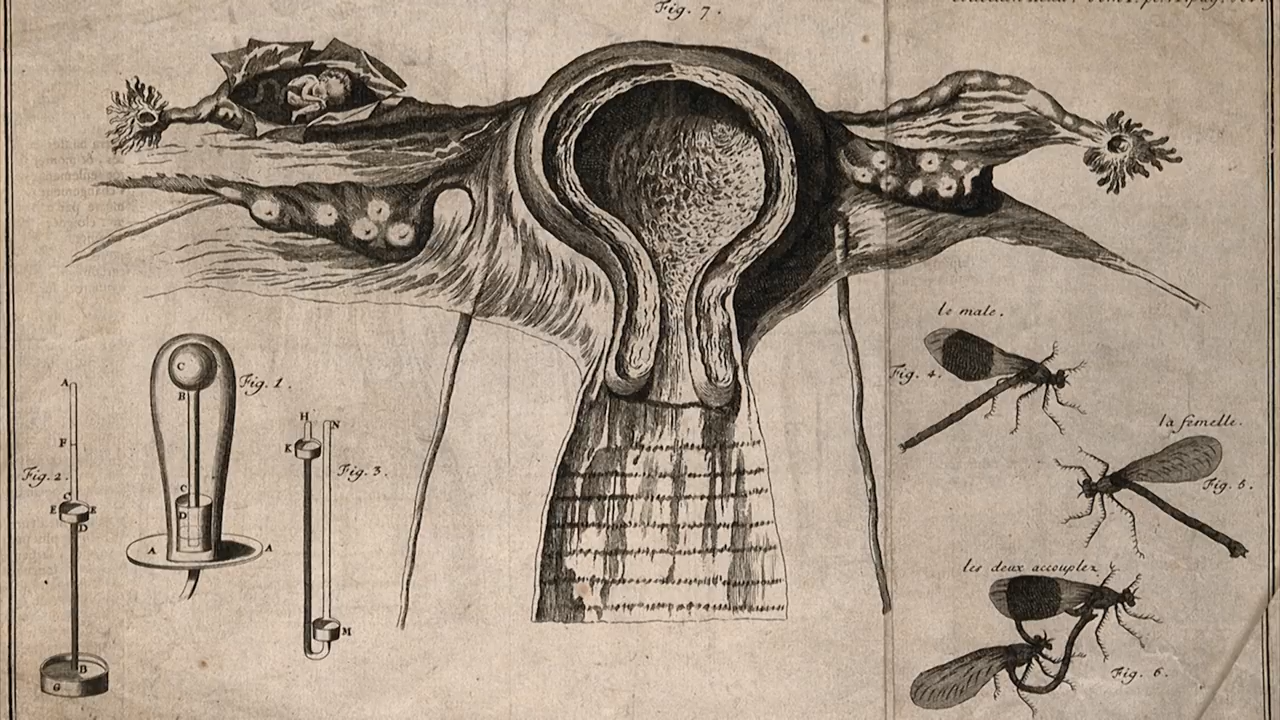 Fig. 7.
le male.
Fig. 4.
la femelle.
Fig. 5.
les deux accouplez
Fig. 6.
Fig. 1.
C
B
C
D
A
A
Fig. 2.
A
F
C
E
E
D
B
G
Fig. 3.
H
N
K
M